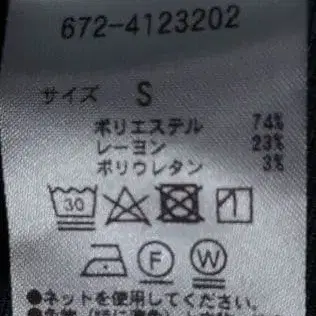 672-4123202
サイズ S
ポリエステル 74%
レーヨン 23%
ポリウレタン 3%
30
F W
●ネットを使用してください。